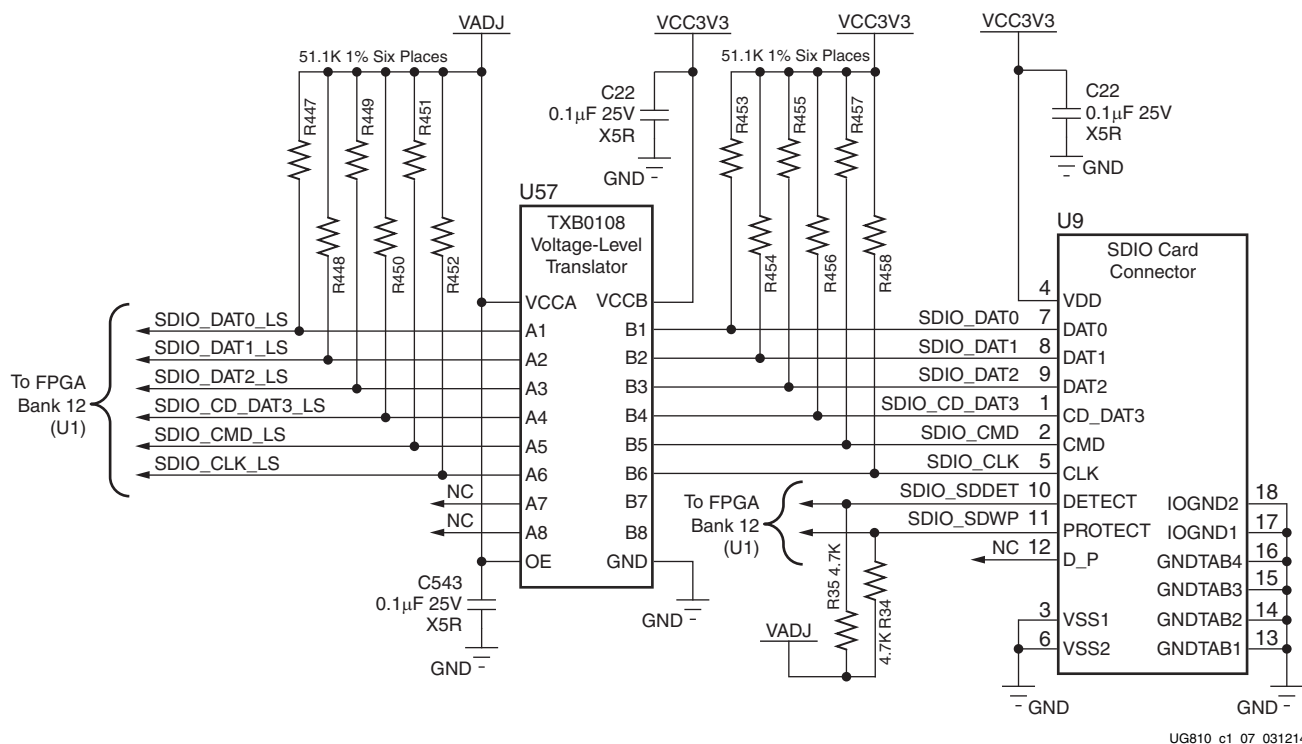 VADJ
VCC3V3
VCC3V3
VCC3V3
51.1K 1% Six Places
51.1K 1% Six Places
R447
R449
R451
R448
R450
R452
C22
0.1μF 25V
X5R
GND
R453
R455
R457
R454
R456
R458
C22
0.1μF 25V
X5R
GND
U57
TXB0108
Voltage-Level
Translator
VCCA
VCCB
A1
B1
A2
B2
A3
B3
A4
B4
A5
B5
A6
B6
A7
B7
A8
B8
OE
GND
To FPGA
Bank 12
(U1)
SDIO_DAT0_LS
SDIO_DAT1_LS
SDIO_DAT2_LS
SDIO_CD_DAT3_LS
SDIO_CMD_LS
SDIO_CLK_LS
NC
NC
C543
0.1μF 25V
X5R
GND
GND
SDIO_DAT0
SDIO_DAT1
SDIO_DAT2
SDIO_CD_DAT3
SDIO_CMD
SDIO_CLK
SDIO_SDDET
SDIO_SDWP
NC
To FPGA
Bank 12
(U1)
R35 4.7K
4.7K R34
VADJ
U9
SDIO Card
Connector
4 VDD
7 DAT0
8 DAT1
9 DAT2
1 CD_DAT3
2 CMD
5 CLK
10 DETECT
11 PROTECT
12 D_P
3 VSS1
6 VSS2
IOGND2 18
IOGND1 17
GNDTAB4 16
GNDTAB3 15
GNDTAB2 14
GNDTAB1 13
GND
GND
UG810_c1_07_031214